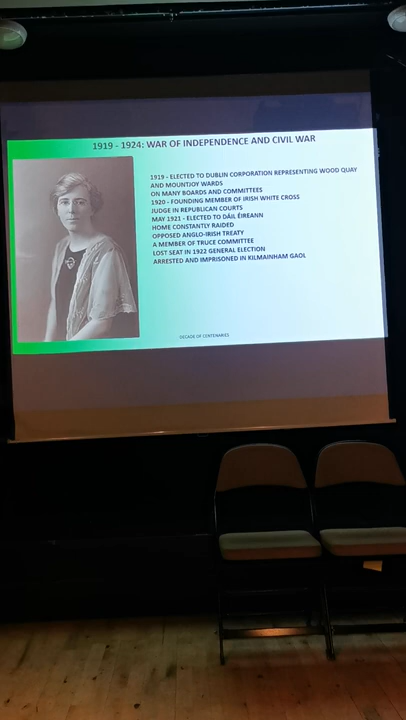 1919 - 1924: WAR OF INDEPENDENCE AND CIVIL WAR
1919 - ELECTED TO DUBLIN CORPORATION REPRESENTING WOOD QUAY
AND MOUNTJOY WARDS
ON MANY BOARDS AND COMMITTEES
1920 - FOUNDING MEMBER OF IRISH WHITE CROSS
JUDGE IN REPUBLICAN COURTS
MAY 1921 - ELECTED TO DÁIL ÉIREANN
HOME CONSTANTLY RAIDED
OPPOSED ANGLO-IRISH TREATY
A MEMBER OF TRUCE COMMITTEE
LOST SEAT IN 1922 GENERAL ELECTION
ARRESTED AND IMPRISONED IN KILMAINHAM GAOL
DECADE OF CENTENARIES